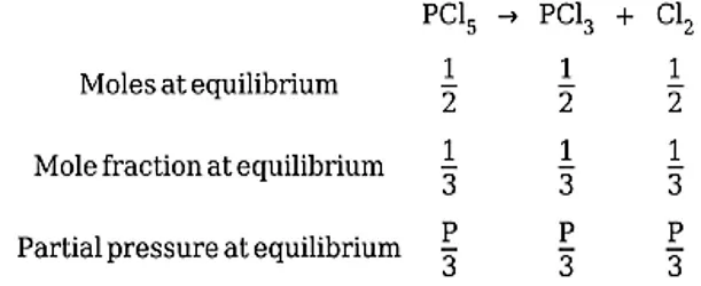 PCl₅ → PCl₃ + Cl₂
Moles at equilibrium 1/2 1/2 1/2
Mole fraction at equilibrium 1/3 1/3 1/3
Partial pressure at equilibrium P/3 P/3 P/3